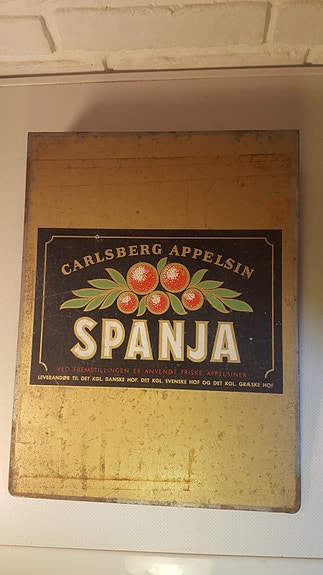 CARLSBERG APPELSIN
SPANJA
VED FREMSTILLINGEN ER ANVENDT FRISKE APPELSINER
LEVERANDØR TIL DET KGL. DANSKE HOF. DET KGL. SVENSKE HOF OG DET KGL. GRÆSKE HOF